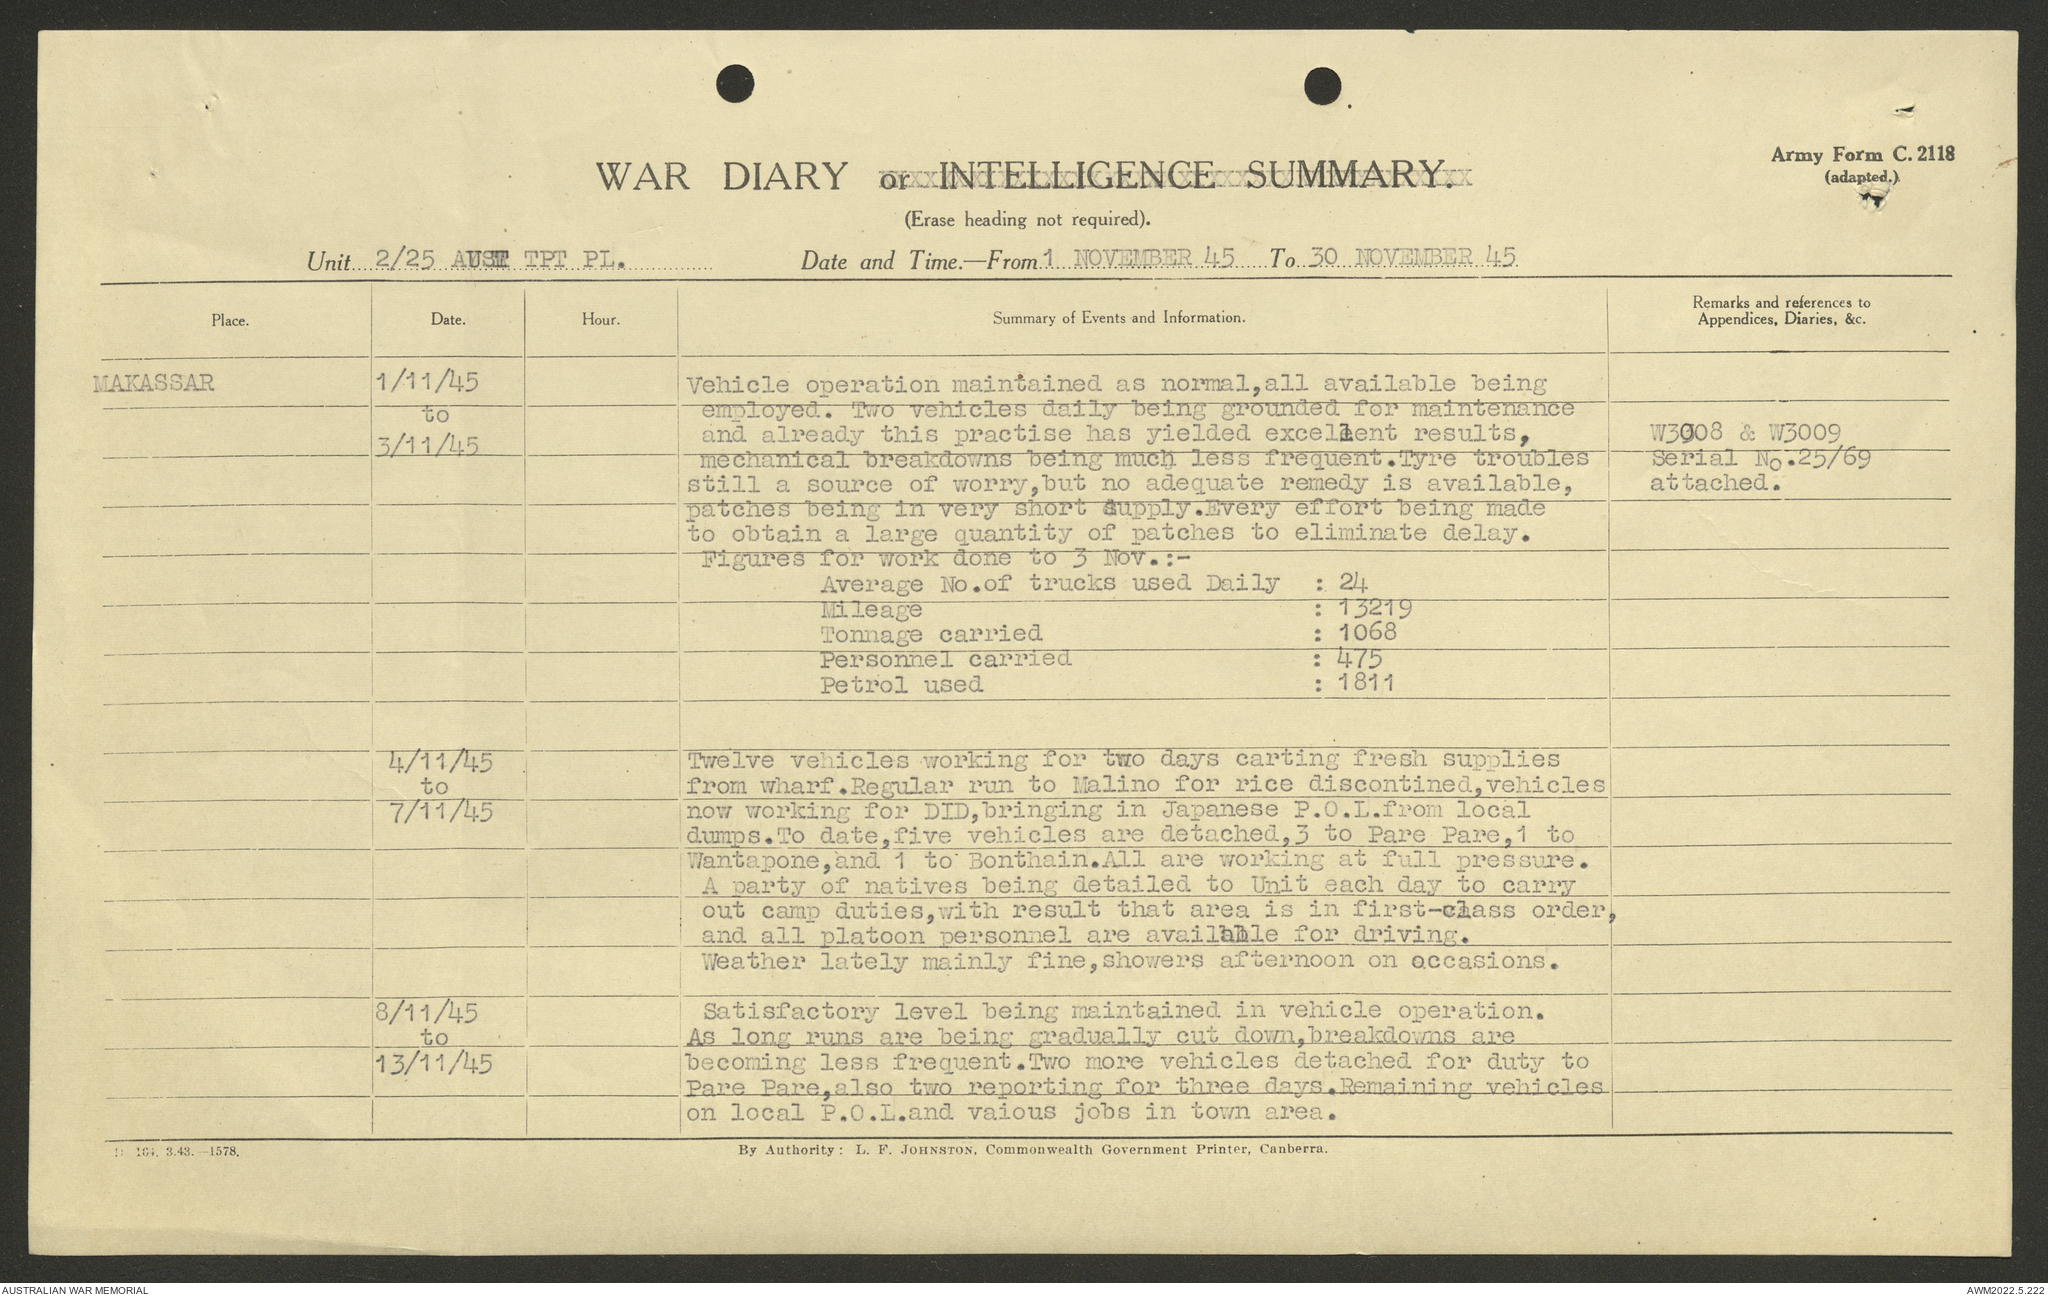 Army Form C. 2118
(adapted.)
WAR DIARY or INTELLIGENCE SUMMARY.
(Erase heading not required).
Unit 2/25 AUST TPT PL. Date and Time.—From 1 NOVEMBER 45 To 30 NOVEMBER 45
Place. Date. Hour. Summary of Events and Information. Remarks and references to Appendices, Diaries, &c.
MAKASSAR 1/11/45 Vehicle operation maintained as normal,all available being
to employed. Two vehicles daily being grounded for maintenance
3/11/45 and already this practise has yielded excellent results, W3008 & W3009
mechanical breakdowns being much less frequent.Tyre troubles Serial No.25/69
still a source of worry,but no adequate remedy is available, attached.
patches being in very short supply.Every effort being made
to obtain a large quantity of patches to eliminate delay.
Figures for work done to 3 Nov.:-
Average No.of trucks used Daily : 24
Mileage : 13219
Tonnage carried : 1068
Personnel carried : 475
Petrol used : 1811
4/11/45 Twelve vehicles working for two days carting fresh supplies
to from wharf.Regular run to Malino for rice discontined,vehicles
7/11/45 now working for DID,bringing in Japanese P.O.L.from local
dumps.To date,five vehicles are detached,3 to Pare Pare,1 to
Wantapone,and 1 to Bonthain.All are working at full pressure.
A party of natives being detailed to Unit each day to carry
out camp duties,with result that area is in first-class order,
and all platoon personnel are available for driving.
Weather lately mainly fine,showers afternoon on occasions.
8/11/45 Satisfactory level being maintained in vehicle operation.
to As long runs are being gradually cut down,breakdowns are
13/11/45 becoming less frequent.Two more vehicles detached for duty to
Pare Pare,also two reporting for three days.Remaining vehicles
on local P.O.L.and vaious jobs in town area.
164. 3.43.—1578. By Authority: L. F. JOHNSTON, Commonwealth Government Printer, Canberra.
AUSTRALIAN WAR MEMORIAL AWM2022.5.222